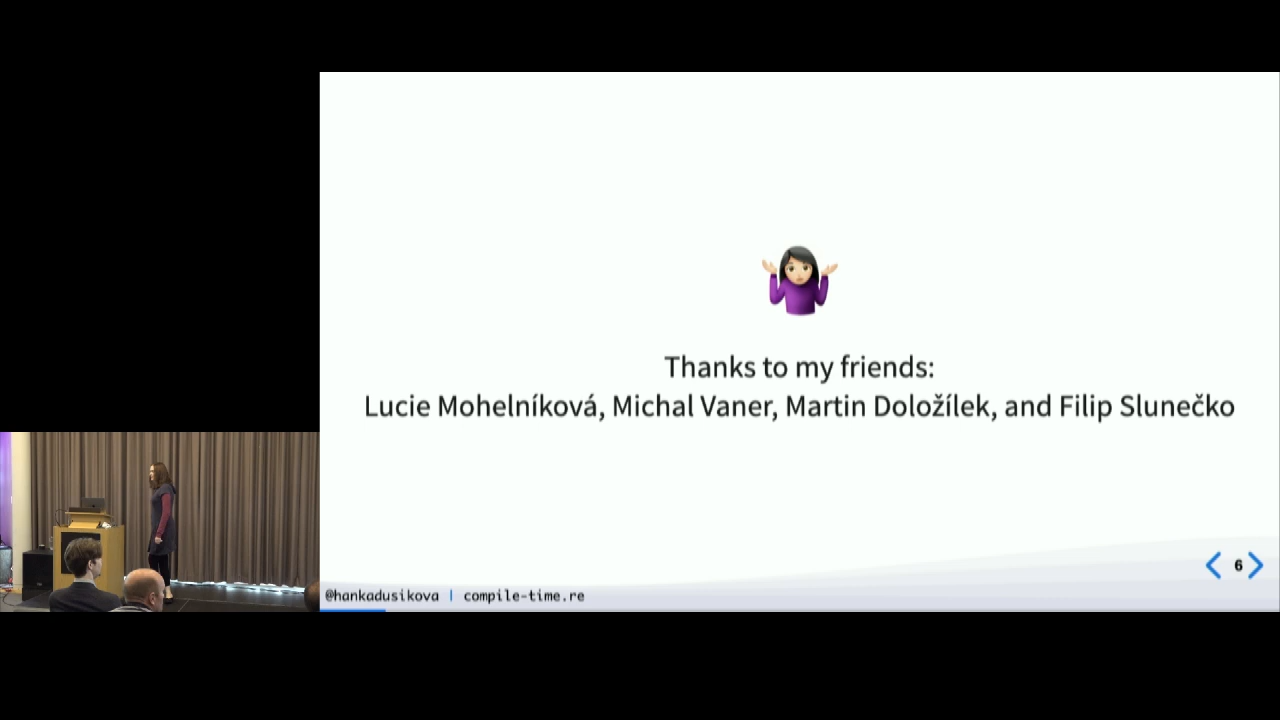 Thanks to my friends:
Lucie Mohelníková, Michal Vaner, Martin Doložílek, and Filip Slunečko
6
@hankadusikova | compile-time.re